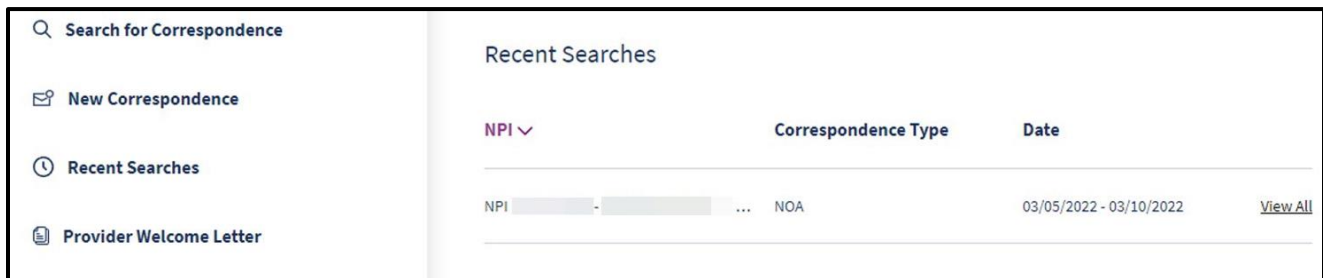 Search for Correspondence
New Correspondence
Recent Searches
Provider Welcome Letter
Recent Searches
NPI Correspondence Type Date
NPI - ... NOA 03/05/2022 - 03/10/2022 View All